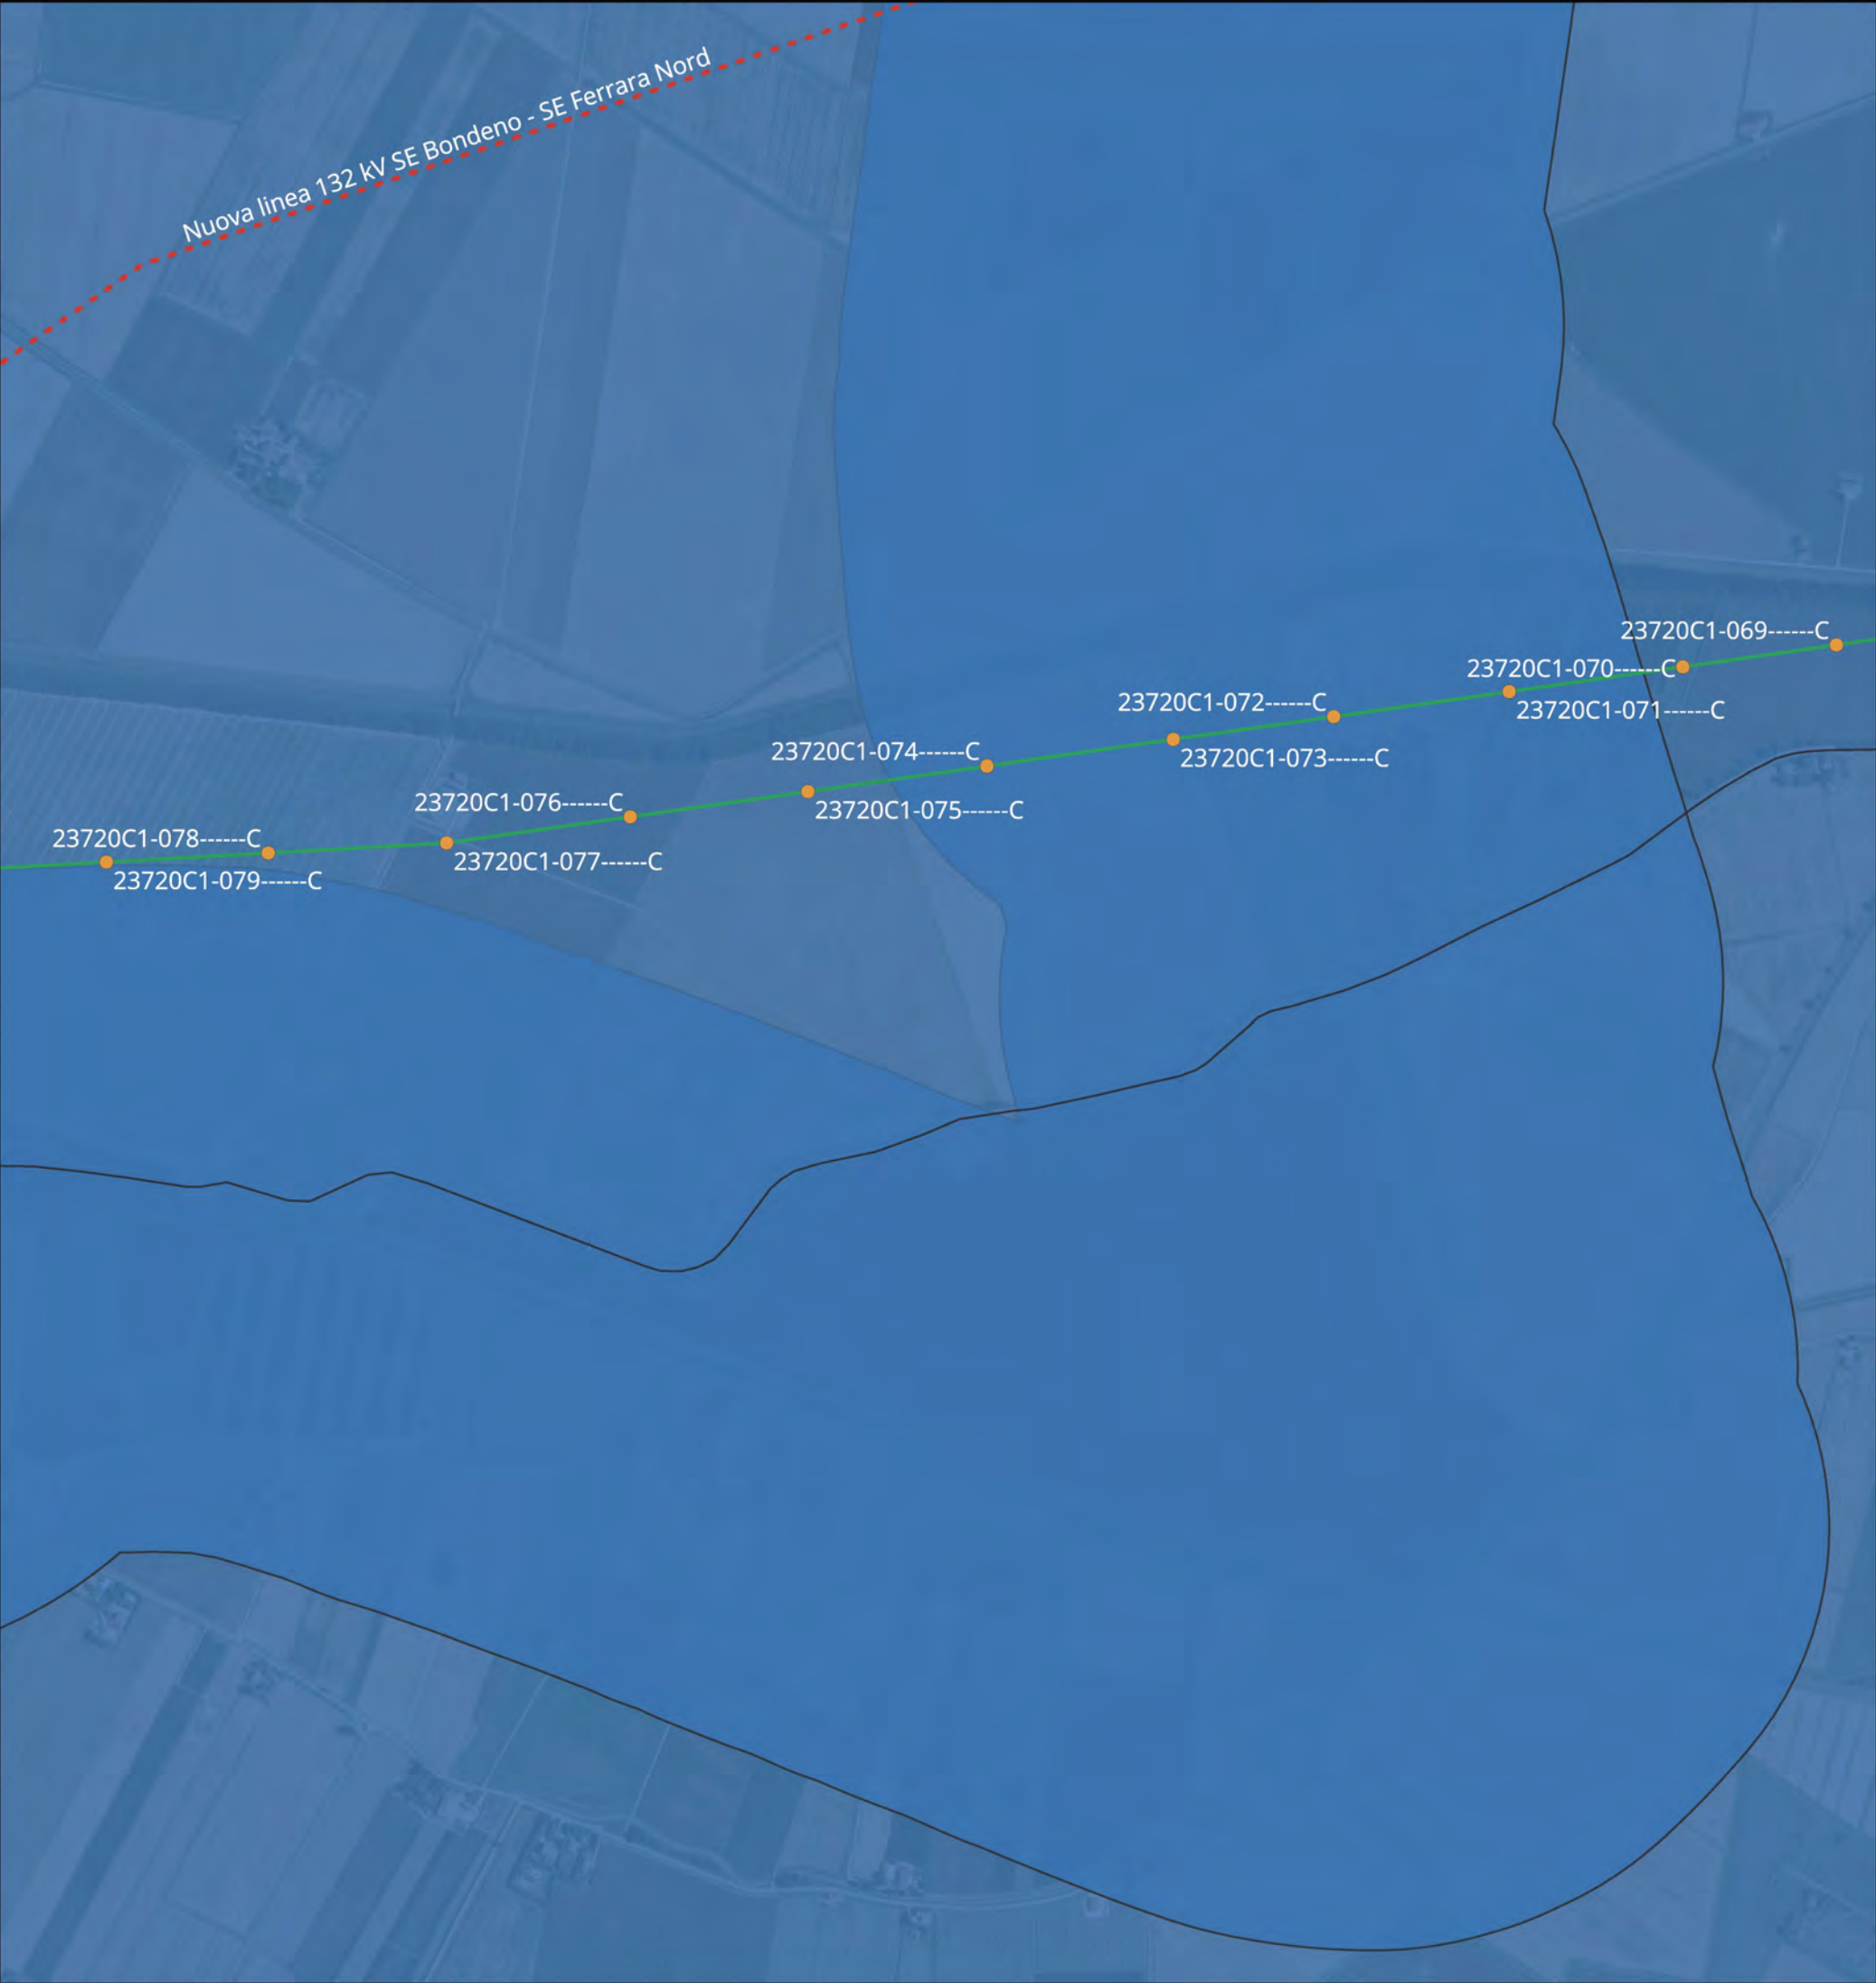 Nuova linea 132 kV SE Bondeno - SE Ferrara Nord
23720C1-069------C
23720C1-070------C
23720C1-071------C
23720C1-072------C
23720C1-073------C
23720C1-074------C
23720C1-075------C
23720C1-076------C
23720C1-077------C
23720C1-078------C
23720C1-079------C